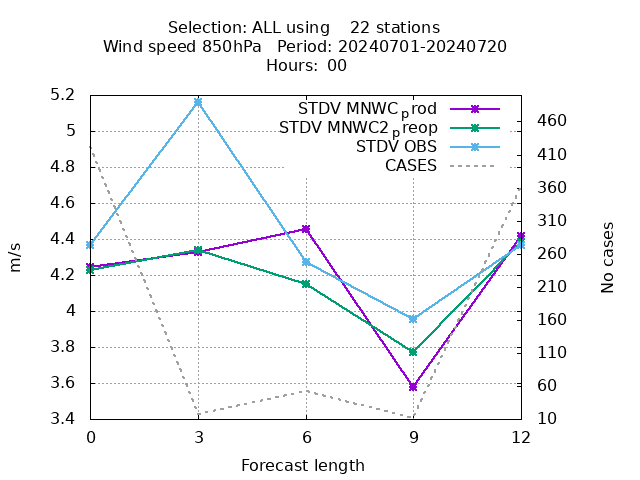 Selection: ALL using    22 stations
Wind speed 850hPa   Period: 20240701-20240720
Hours: 00
STDV MNWC_prod
STDV MNWC2_preop
STDV OBS
CASES
5.2
5
4.8
4.6
4.4
4.2
4
3.8
3.6
3.4
m/s
460
410
360
310
260
210
160
110
60
10
No cases
0 3 6 9 12
Forecast length